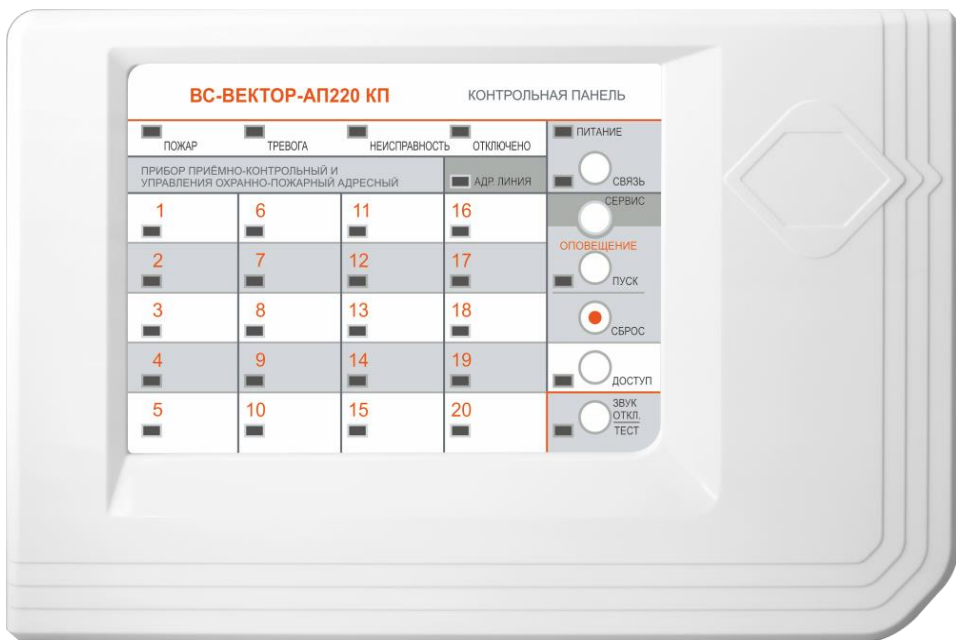 ВС-ВЕКТОР-АП220 КП
КОНТРОЛЬНАЯ ПАНЕЛЬ
ПОЖАР
ТРЕВОГА
НЕИСПРАВНОСТЬ
ОТКЛЮЧЕНО
ПИТАНИЕ
ПРИБОР ПРИЁМНО-КОНТРОЛЬНЫЙ И
УПРАВЛЕНИЯ ОХРАННО-ПОЖАРНЫЙ АДРЕСНЫЙ
АДР. ЛИНИЯ
СВЯЗЬ
СЕРВИС
1
6
11
16
ОПОВЕЩЕНИЕ
2
7
12
17
ПУСК
3
8
13
18
СБРОС
4
9
14
19
ДОСТУП
5
10
15
20
ЗВУК
ОТКЛ.
ТЕСТ